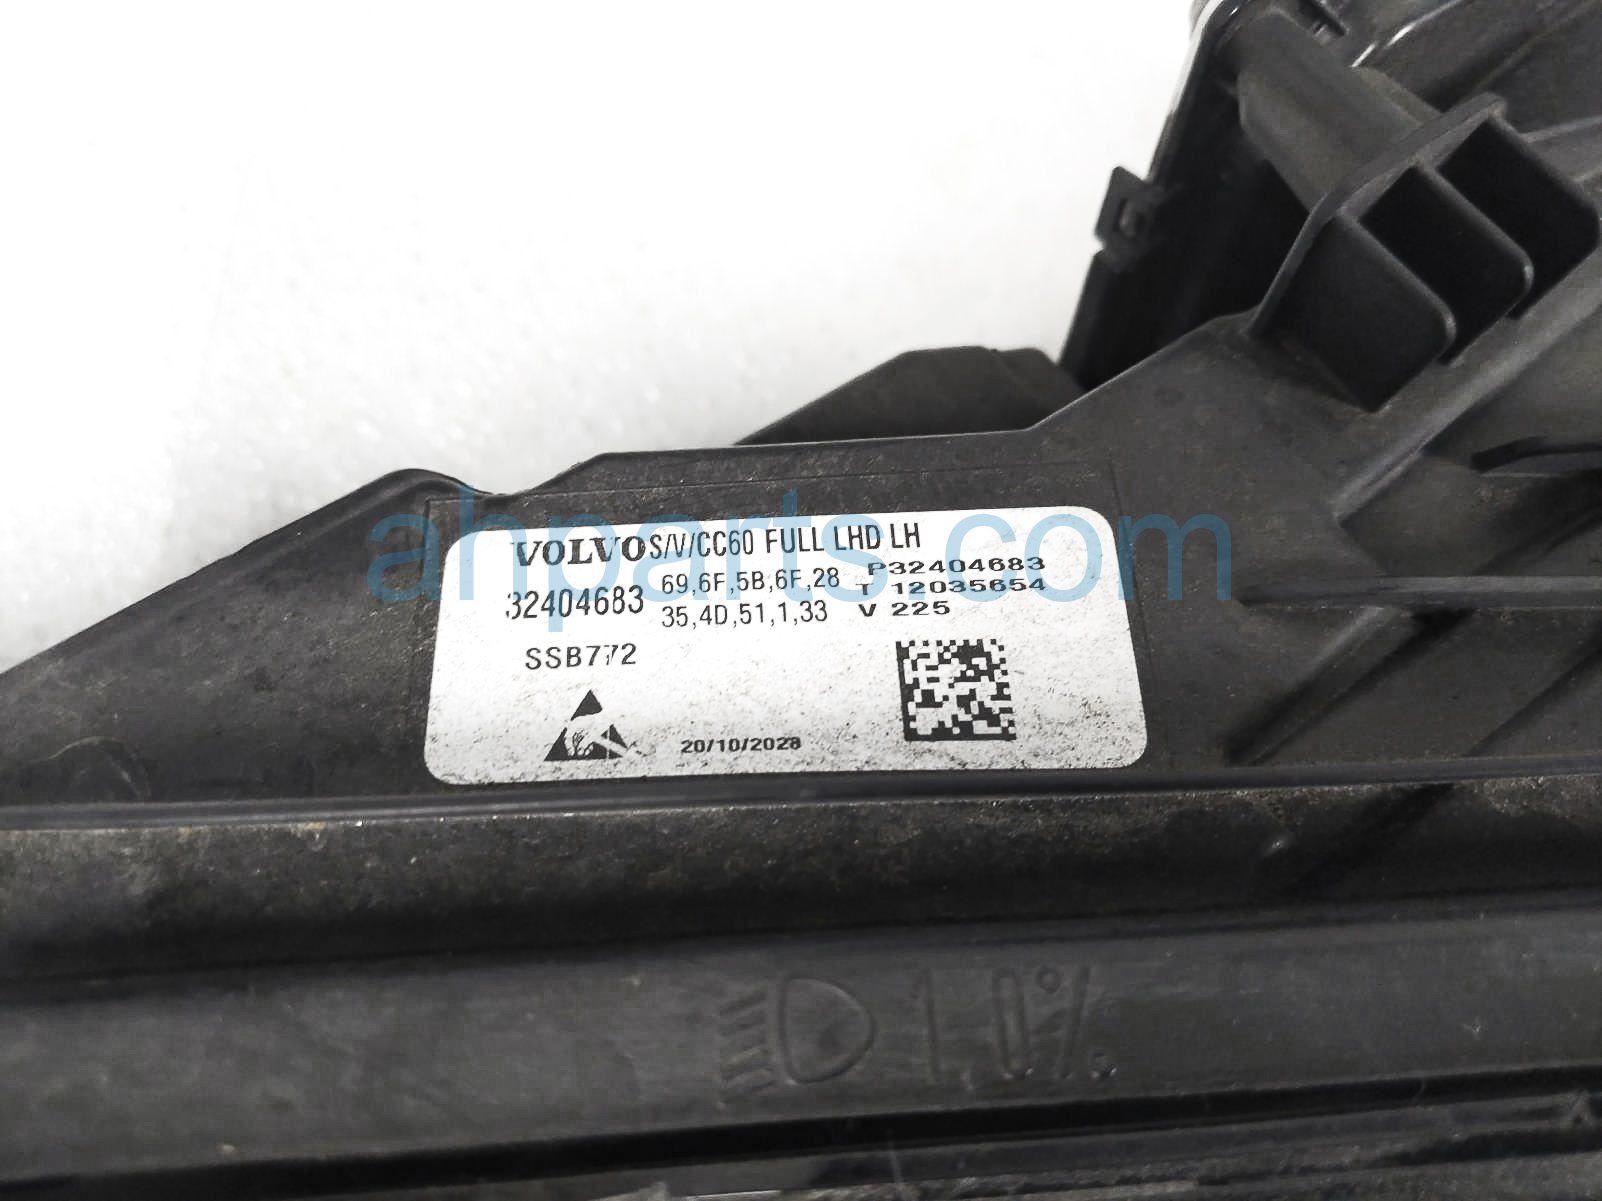 VOLVO S/V/CC60 FULL LHD LH
32404683 69,6F,5B,6F,28 P32404683
35,4D,51,1,33 T 12035654
V 225
SSB772
20/10/2028
1,0%
ahparts.com